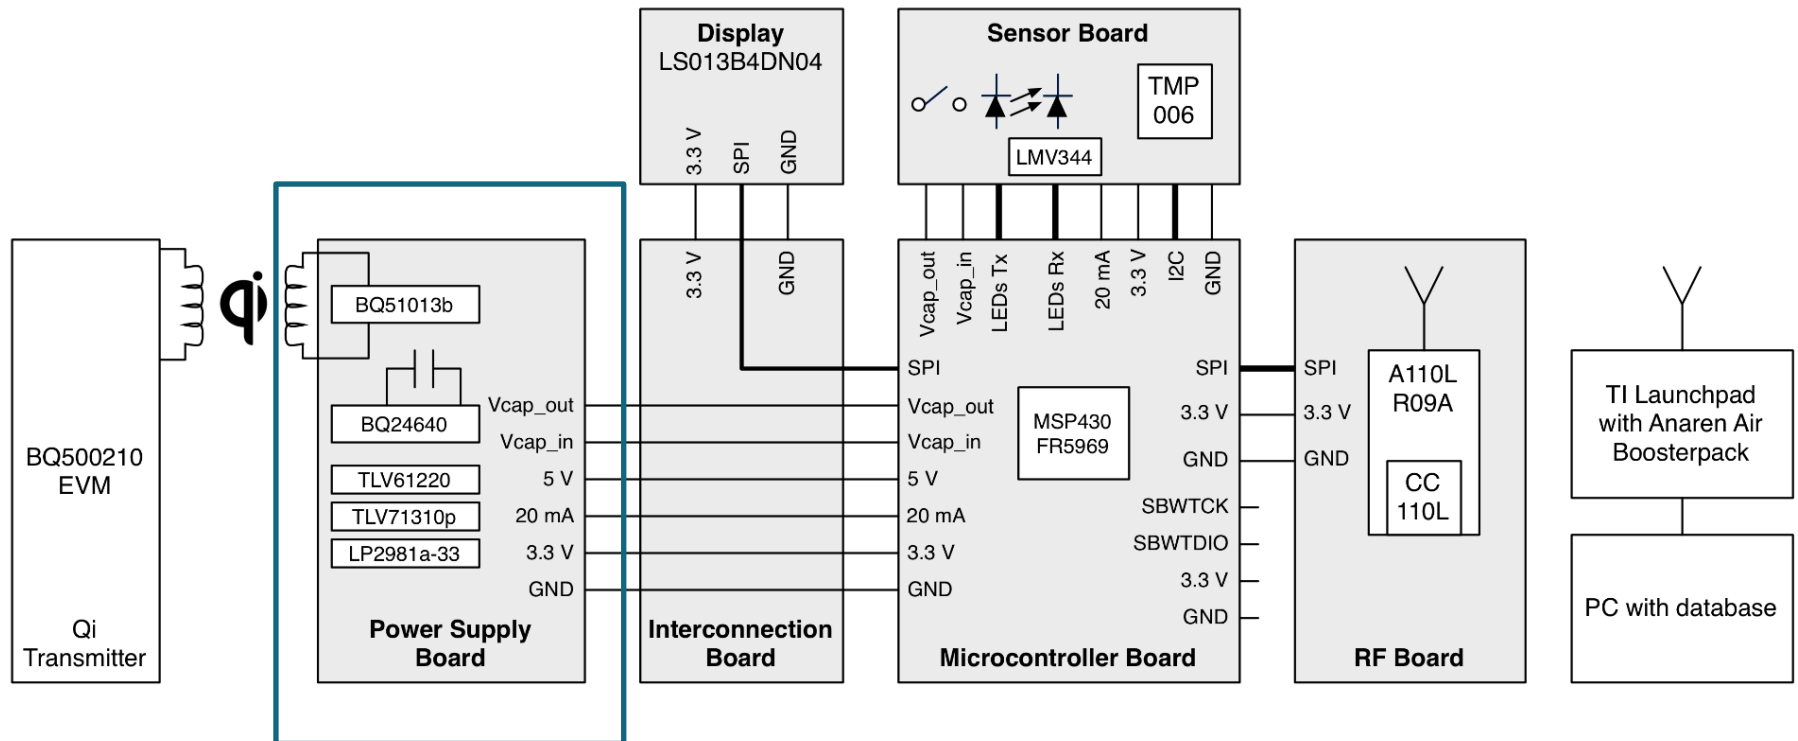 Display
LS013B4DN04
3.3 V
SPI
GND
Sensor Board
TMP
006
LMV344
BQ500210
EVM
Qi
Transmitter
qi
BQ51013b
BQ24640
TLV61220
TLV71310p
LP2981a-33
Vcap_out
Vcap_in
5 V
20 mA
3.3 V
GND
Power Supply
Board
3.3 V
GND
Interconnection
Board
Vcap_out
Vcap_in
LEDs Tx
LEDs Rx
20 mA
3.3 V
I2C
GND
SPI
Vcap_out
Vcap_in
5 V
20 mA
3.3 V
GND
MSP430
FR5969
SPI
3.3 V
GND
SBWTCK
SBWTDIO
3.3 V
GND
Microcontroller Board
SPI
3.3 V
GND
A110L
R09A
CC
110L
RF Board
TI Launchpad
with Anaren Air
Boosterpack
PC with database